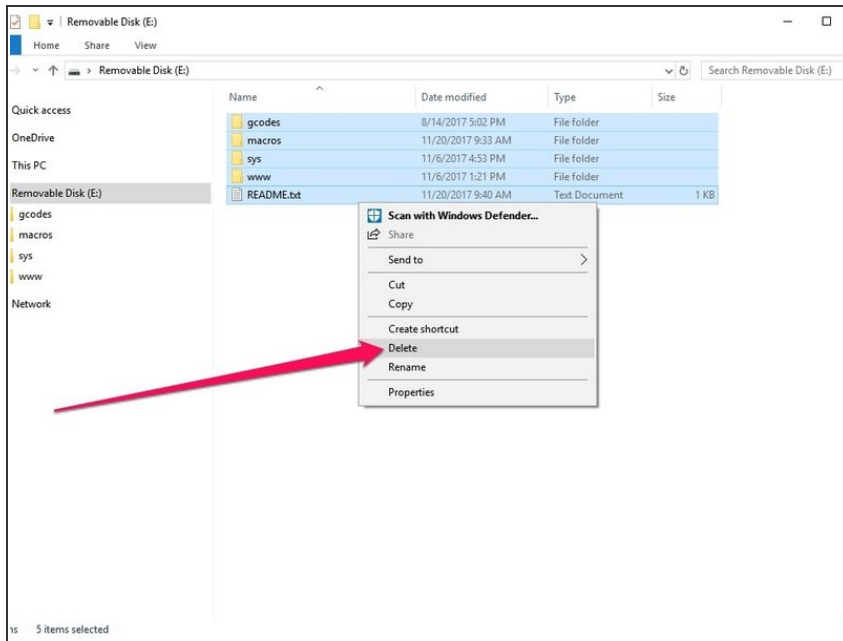 Removable Disk (E:)
Home Share View
Removable Disk (E:) Search Removable Disk (E:)
Name Date modified Type Size
Quick access
gcodes 8/14/2017 5:02 PM File folder
OneDrive
macros 11/20/2017 9:33 AM File folder
This PC
sys 11/6/2017 4:53 PM File folder
www 11/6/2017 1:21 PM File folder
Removable Disk (E:)
README.txt 11/20/2017 9:40 AM Text Document 1 KB
gcodes
macros
sys
www
Network
Scan with Windows Defender...
Share
Send to
Cut
Copy
Create shortcut
Delete
Rename
Properties
5 items selected